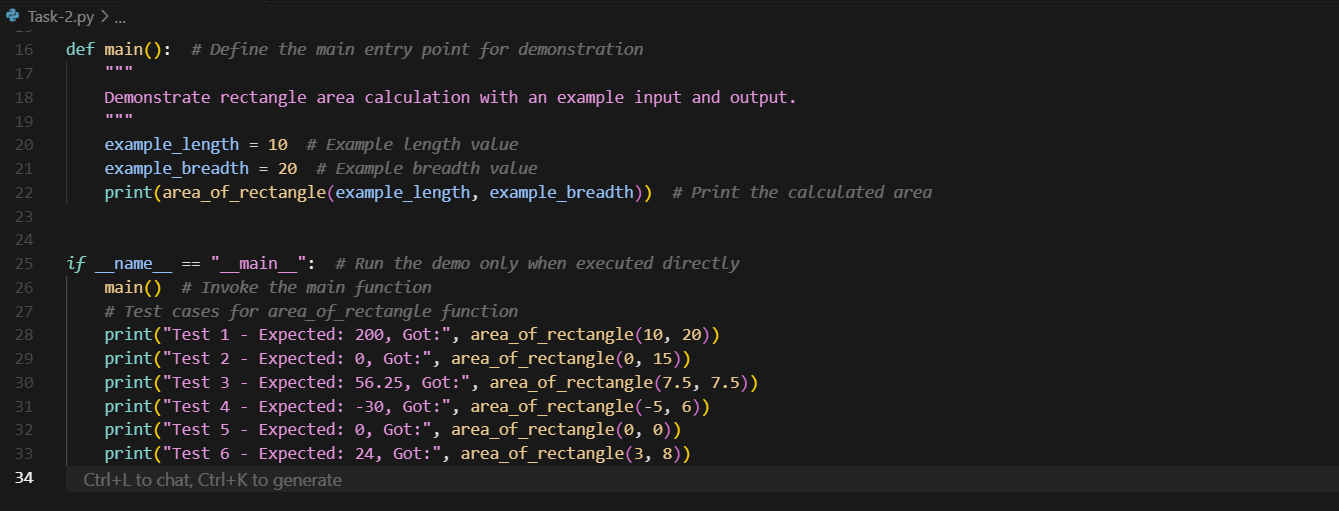 Task-2.py > ...
16 def main():  # Define the main entry point for demonstration
17     """
18     Demonstrate rectangle area calculation with an example input and output.
19     """
20     example_length = 10  # Example length value
21     example_breadth = 20  # Example breadth value
22     print(area_of_rectangle(example_length, example_breadth))  # Print the calculated area
23
24
25 if __name__ == "__main__":  # Run the demo only when executed directly
26     main()  # Invoke the main function
27     # Test cases for area_of_rectangle function
28     print("Test 1 - Expected: 200, Got:", area_of_rectangle(10, 20))
29     print("Test 2 - Expected: 0, Got:", area_of_rectangle(0, 15))
30     print("Test 3 - Expected: 56.25, Got:", area_of_rectangle(7.5, 7.5))
31     print("Test 4 - Expected: -30, Got:", area_of_rectangle(-5, 6))
32     print("Test 5 - Expected: 0, Got:", area_of_rectangle(0, 0))
33     print("Test 6 - Expected: 24, Got:", area_of_rectangle(3, 8))
34 Ctrl+L to chat, Ctrl+K to generate